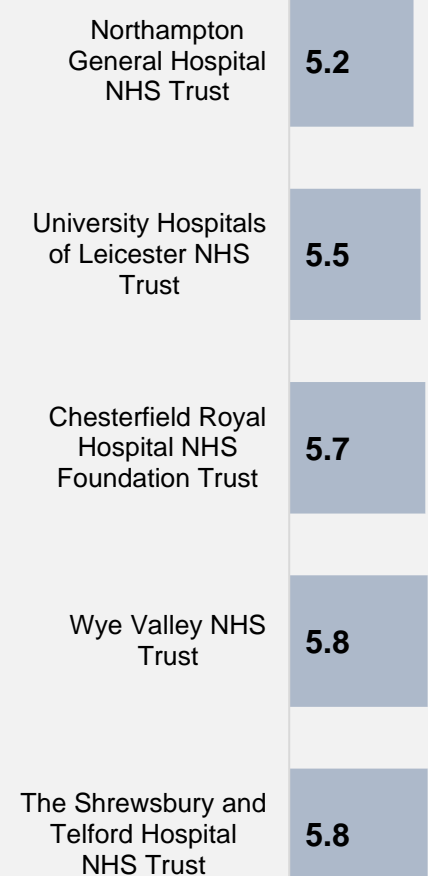 Northampton
General Hospital
NHS Trust
5.2
University Hospitals
of Leicester NHS
Trust
5.5
Chesterfield Royal
Hospital NHS
Foundation Trust
5.7
Wye Valley NHS
Trust
5.8
The Shrewsbury and
Telford Hospital
NHS Trust
5.8